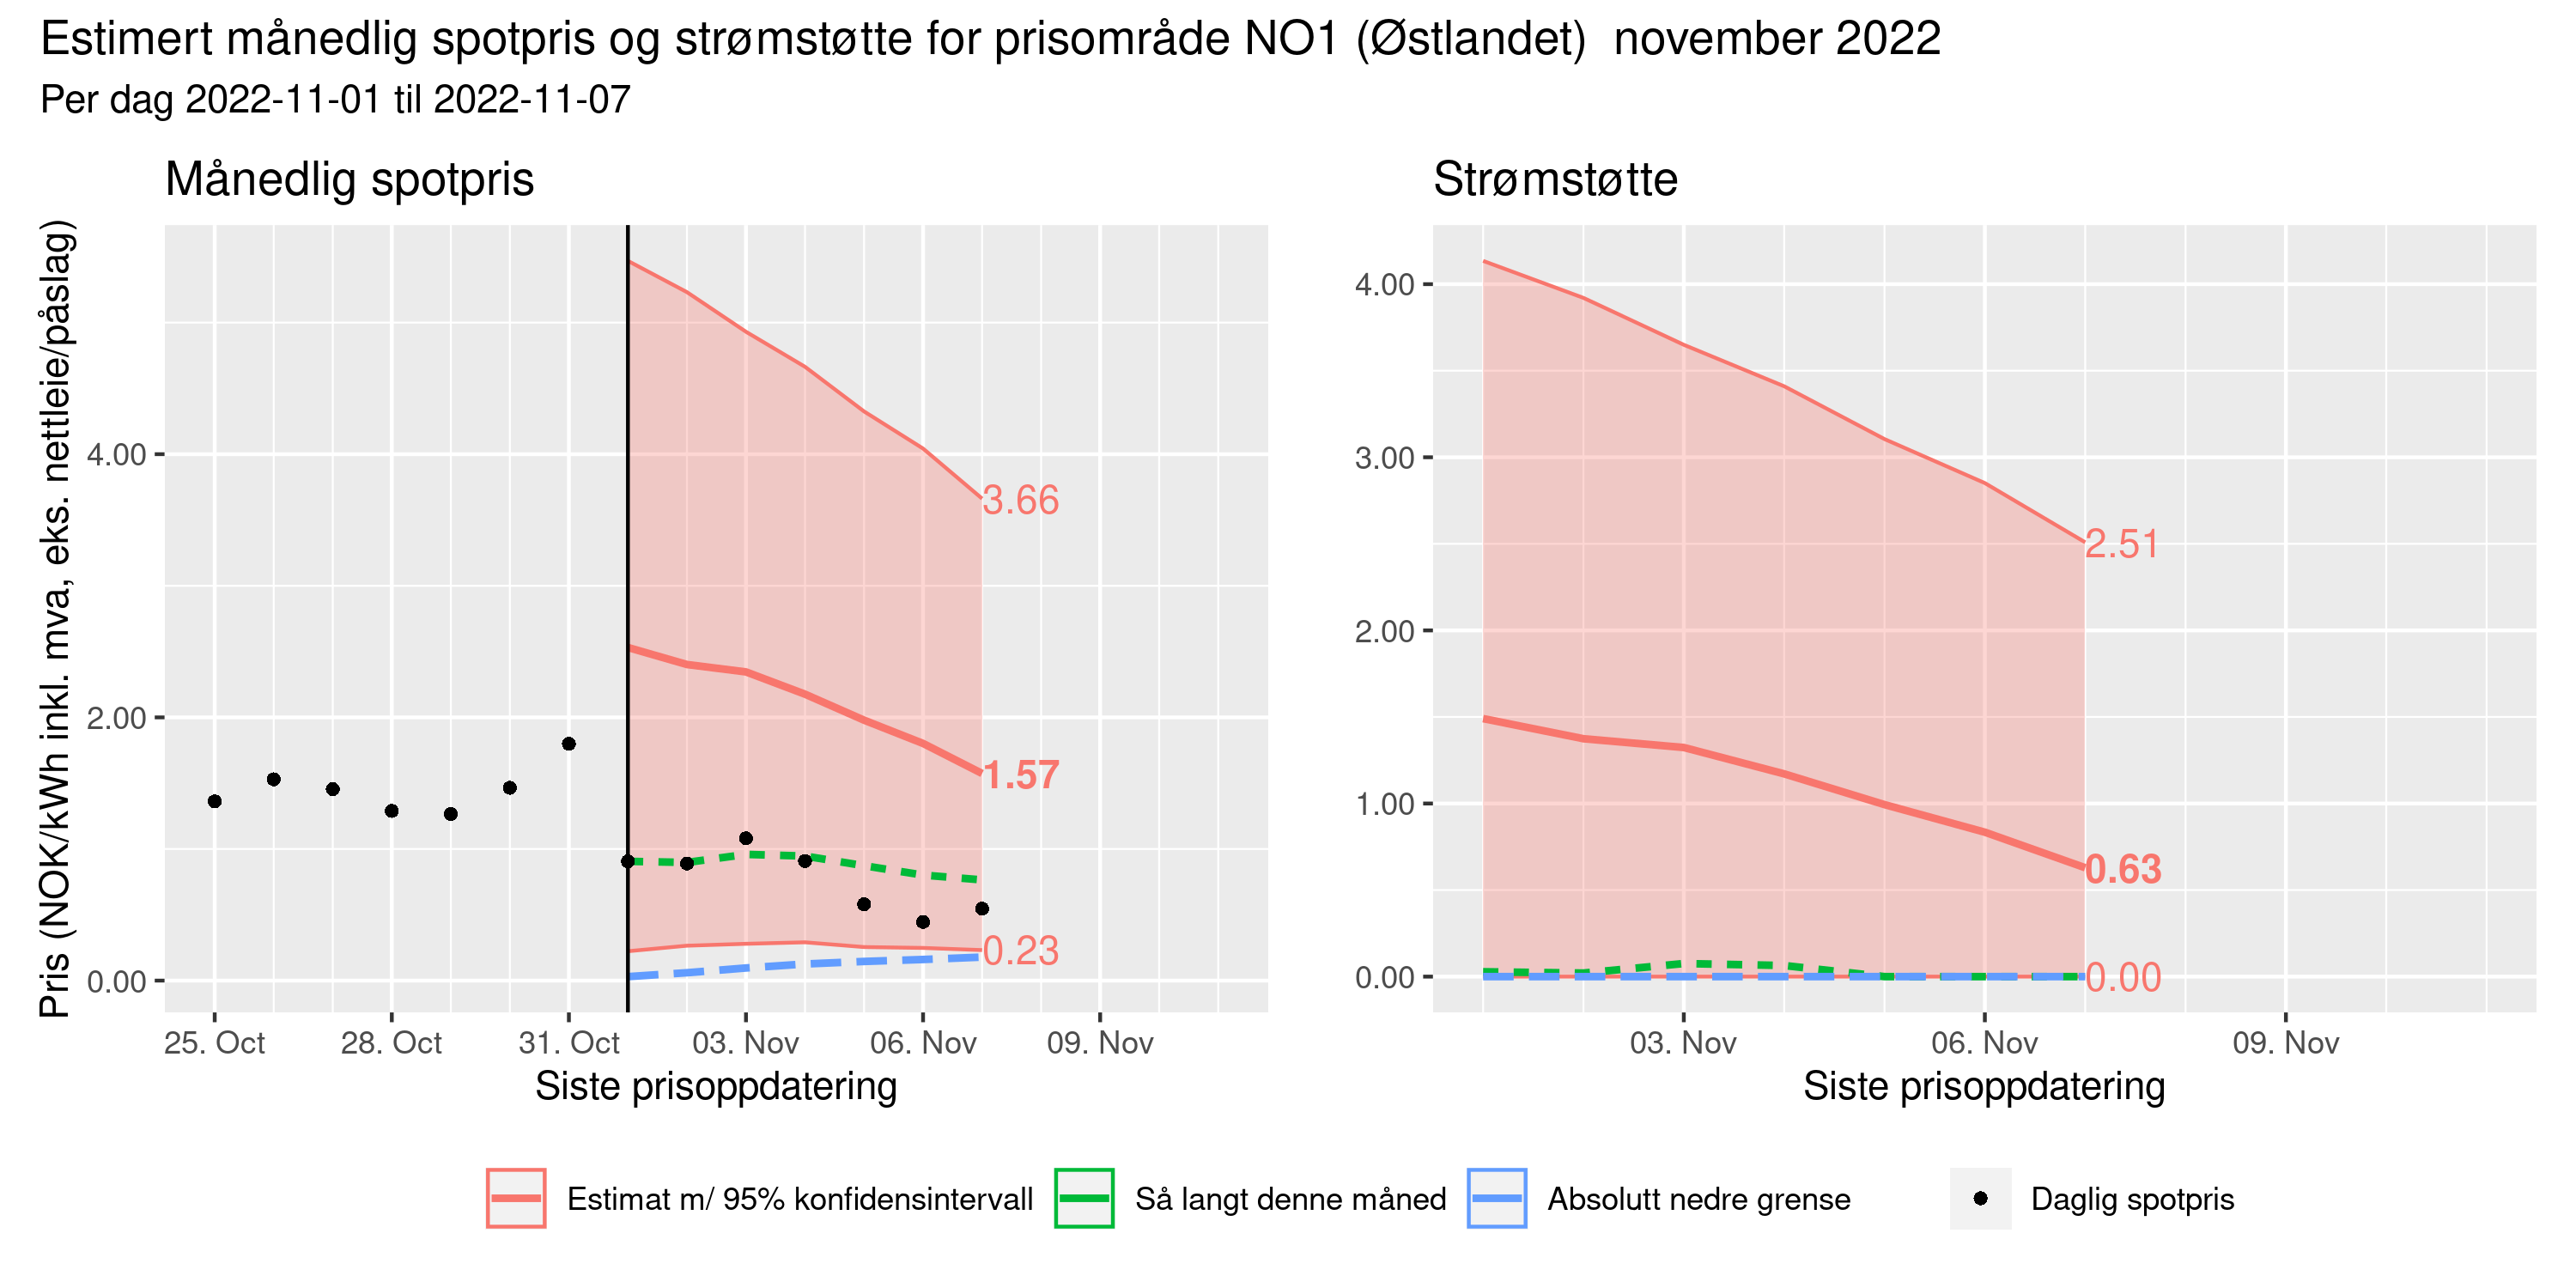 Estimert månedlig spotpris og strømstøtte for prisområde NO1 (Østlandet)  november 2022
Per dag 2022-11-01 til 2022-11-07
Månedlig spotpris
Pris (NOK/kWh inkl. mva, eks. nettleie/påslag)
4.00
2.00
0.00
3.66
1.57
0.23
25. Oct
28. Oct
31. Oct
03. Nov
06. Nov
09. Nov
Siste prisoppdatering
Strømstøtte
4.00
3.00
2.00
1.00
0.00
2.51
0.63
0.00
03. Nov
06. Nov
09. Nov
Siste prisoppdatering
Estimat m/ 95% konfidensintervall
Så langt denne måned
Absolutt nedre grense
Daglig spotpris